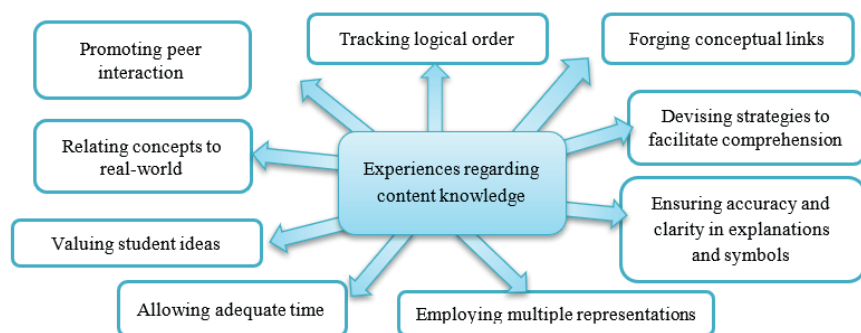 Promoting peer
interaction
Tracking logical order
Forging conceptual links
Relating concepts to
real-world
Experiences regarding
content knowledge
Devising strategies to
facilitate comprehension
Valuing student ideas
Ensuring accuracy and
clarity in explanations
and symbols
Allowing adequate time
Employing multiple representations